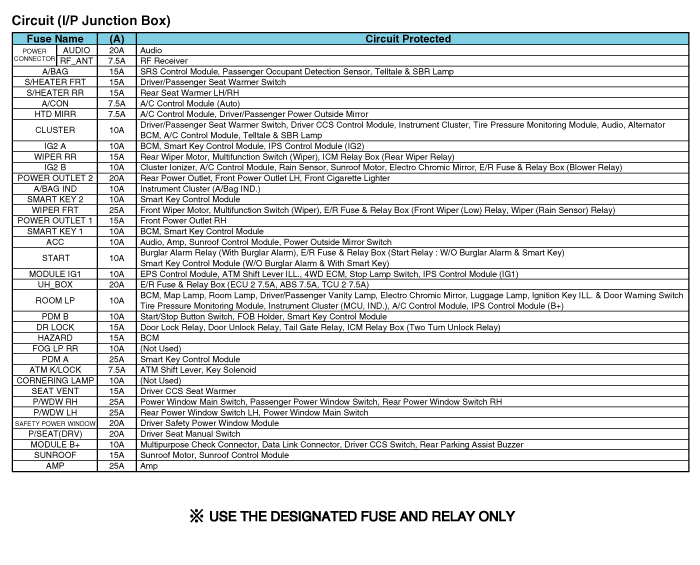 Circuit (I/P Junction Box)
Fuse Name (A) Circuit Protected
POWER CONNECTOR AUDIO 20A Audio
RF_ANT 7.5A RF Receiver
A/BAG 15A SRS Control Module, Passenger Occupant Detection Sensor, Telltale & SBR Lamp
S/HEATER FRT 15A Driver/Passenger Seat Warmer Switch
S/HEATER RR 15A Rear Seat Warmer LH/RH
A/CON 7.5A A/C Control Module (Auto)
HTD MIRR 7.5A A/C Control Module, Driver/Passenger Power Outside Mirror
CLUSTER 10A Driver/Passenger Seat Warmer Switch, Driver CCS Control Module, Instrument Cluster, Tire Pressure Monitoring Module, Audio, Alternator
BCM, A/C Control Module, Telltale & SBR Lamp
IG2 A 10A BCM, Smart Key Control Module, IPS Control Module (IG2)
WIPER RR 15A Rear Wiper Motor, Multifunction Switch (Wiper), ICM Relay Box (Rear Wiper Relay)
IG2 B 10A Cluster Ionizer, A/C Control Module, Rain Sensor, Sunroof Motor, Electro Chromic Mirror, E/R Fuse & Relay Box (Blower Relay)
POWER OUTLET 2 20A Rear Power Outlet, Front Power Outlet LH, Front Cigarette Lighter
A/BAG IND 10A Instrument Cluster (A/Bag IND.)
SMART KEY 2 10A Smart Key Control Module
WIPER FRT 25A Front Wiper Motor, Multifunction Switch (Wiper), E/R Fuse & Relay Box (Front Wiper (Low) Relay, Wiper (Rain Sensor) Relay)
POWER OUTLET 1 15A Front Power Outlet RH
SMART KEY 1 10A BCM, Smart Key Control Module
ACC 10A Audio, Amp, Sunroof Control Module, Power Outside Mirror Switch
START 10A Burglar Alarm Relay (With Burglar Alarm), E/R Fuse & Relay Box (Start Relay : W/O Burglar Alarm & Smart Key)
Smart Key Control Module (W/O Burglar Alarm & With Smart Key)
MODULE IG1 10A EPS Control Module, ATM Shift Lever ILL., 4WD ECM, Stop Lamp Switch, IPS Control Module (IG1)
UH_BOX 20A E/R Fuse & Relay Box (ECU 2 7.5A, ABS 7.5A, TCU 2 7.5A)
ROOM LP 10A BCM, Map Lamp, Room Lamp, Driver/Passenger Vanity Lamp, Electro Chromic Mirror, Luggage Lamp, Ignition Key ILL. & Door Warning Switch
Tire Pressure Monitoring Module, Instrument Cluster (MCU, IND.), A/C Control Module, IPS Control Module (B+)
PDM B 10A Start/Stop Button Switch, FOB Holder, Smart Key Control Module
DR LOCK 15A Door Lock Relay, Door Unlock Relay, Tail Gate Relay, ICM Relay Box (Two Turn Unlock Relay)
HAZARD 15A BCM
FOG LP RR 10A (Not Used)
PDM A 25A Smart Key Control Module
ATM K/LOCK 7.5A ATM Shift Lever, Key Solenoid
CORNERING LAMP 10A (Not Used)
SEAT VENT 15A Driver CCS Seat Warmer
P/WDW RH 25A Power Window Main Switch, Passenger Power Window Switch, Rear Power Window Switch RH
P/WDW LH 25A Rear Power Window Switch LH, Power Window Main Switch
SAFETY POWER WINDOW 20A Driver Safety Power Window Module
P/SEAT(DRV) 20A Driver Seat Manual Switch
MODULE B+ 10A Multipurpose Check Connector, Data Link Connector, Driver CCS Switch, Rear Parking Assist Buzzer
SUNROOF 15A Sunroof Motor, Sunroof Control Module
AMP 25A Amp
※ USE THE DESIGNATED FUSE AND RELAY ONLY